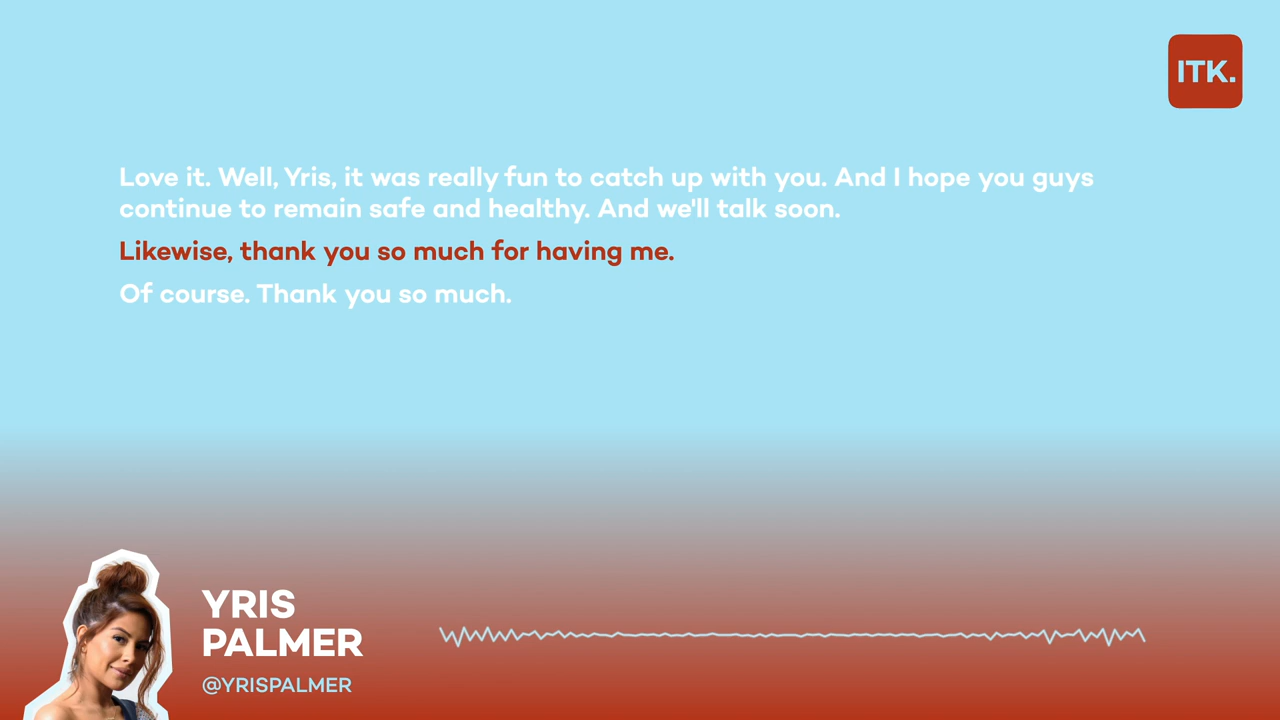 ITK.
Love it. Well, Yris, it was really fun to catch up with you. And I hope you guys
continue to remain safe and healthy. And we'll talk soon.
Likewise, thank you so much for having me.
Of course. Thank you so much.
YRIS
PALMER
@YRISPALMER